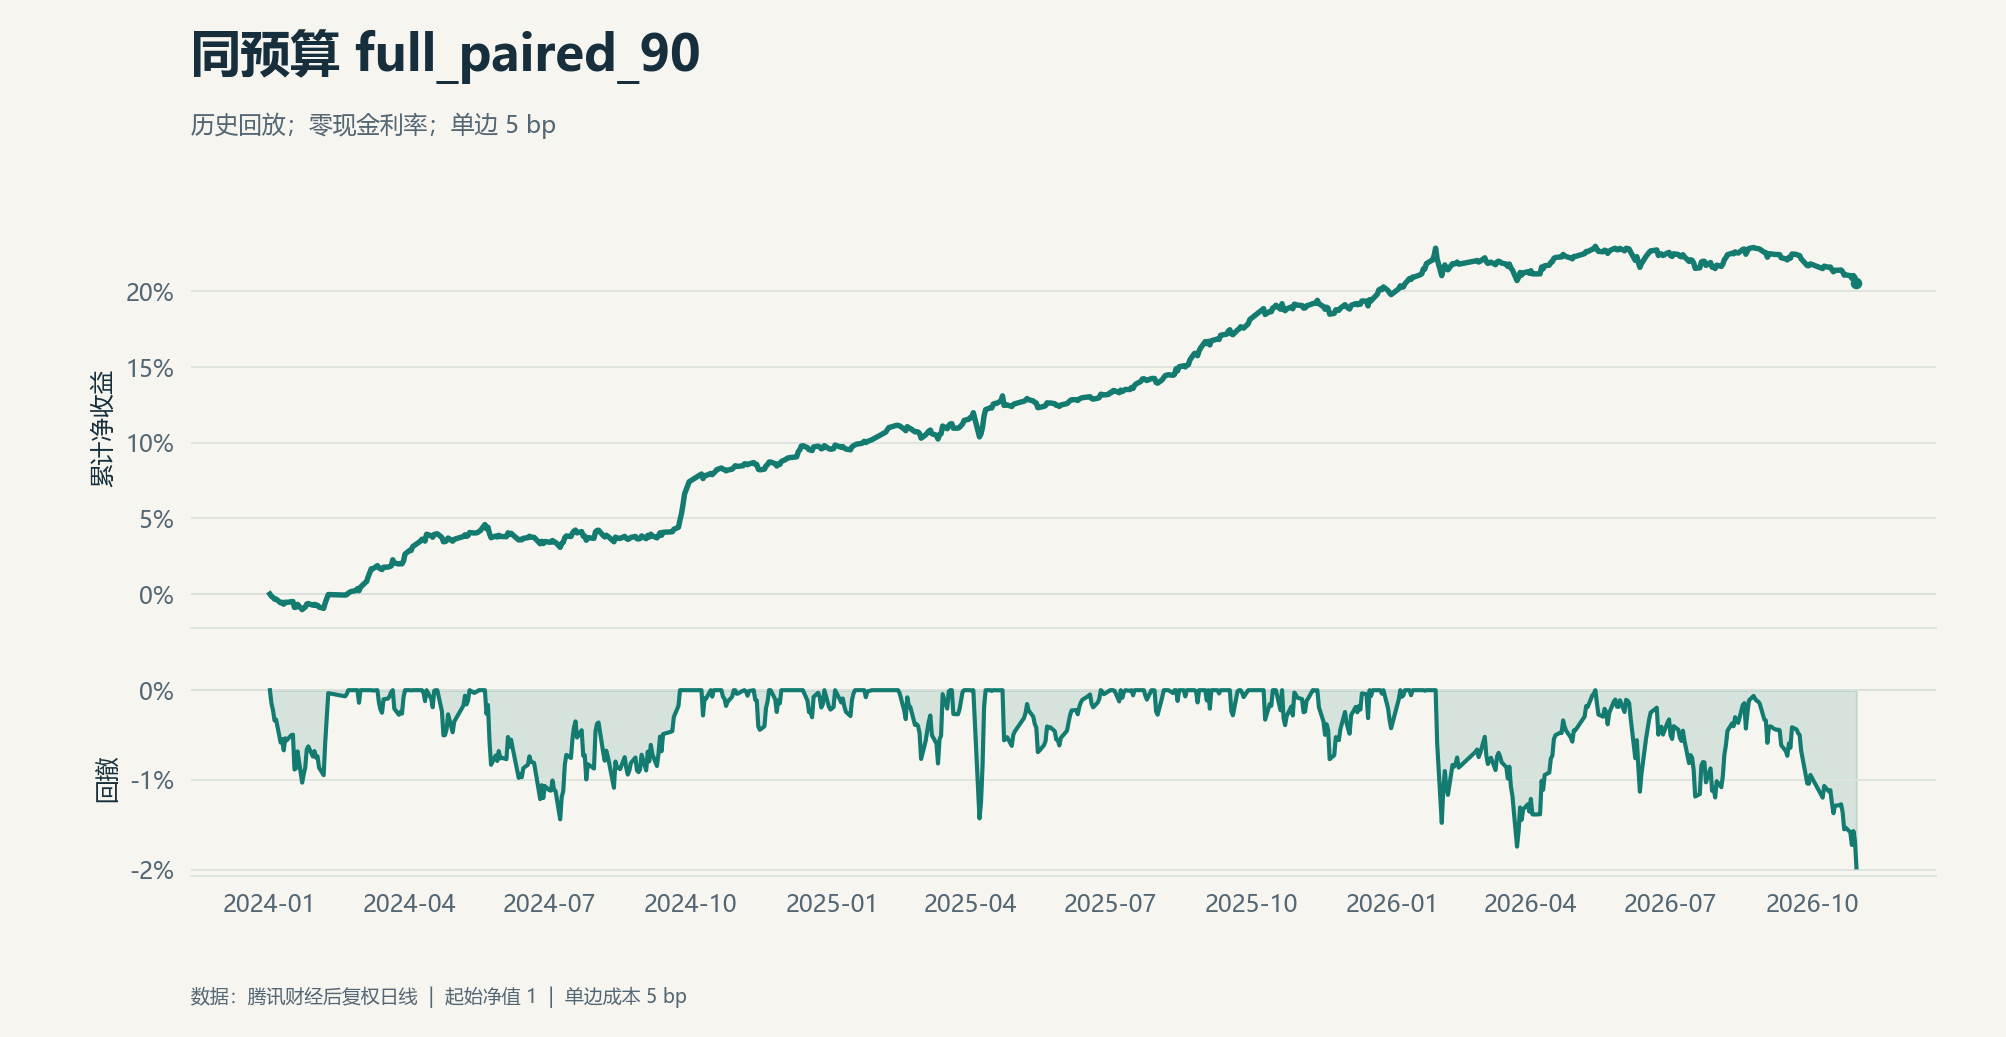 同预算 full_paired_90
历史回放；零现金利率；单边 5 bp
累计净收益
20%
15%
10%
5%
0%
回撤
0%
-1%
-2%
2024-01 2024-04 2024-07 2024-10 2025-01 2025-04 2025-07 2025-10 2026-01 2026-04 2026-07 2026-10
数据：腾讯财经后复权日线 | 起始净值 1 | 单边成本 5 bp